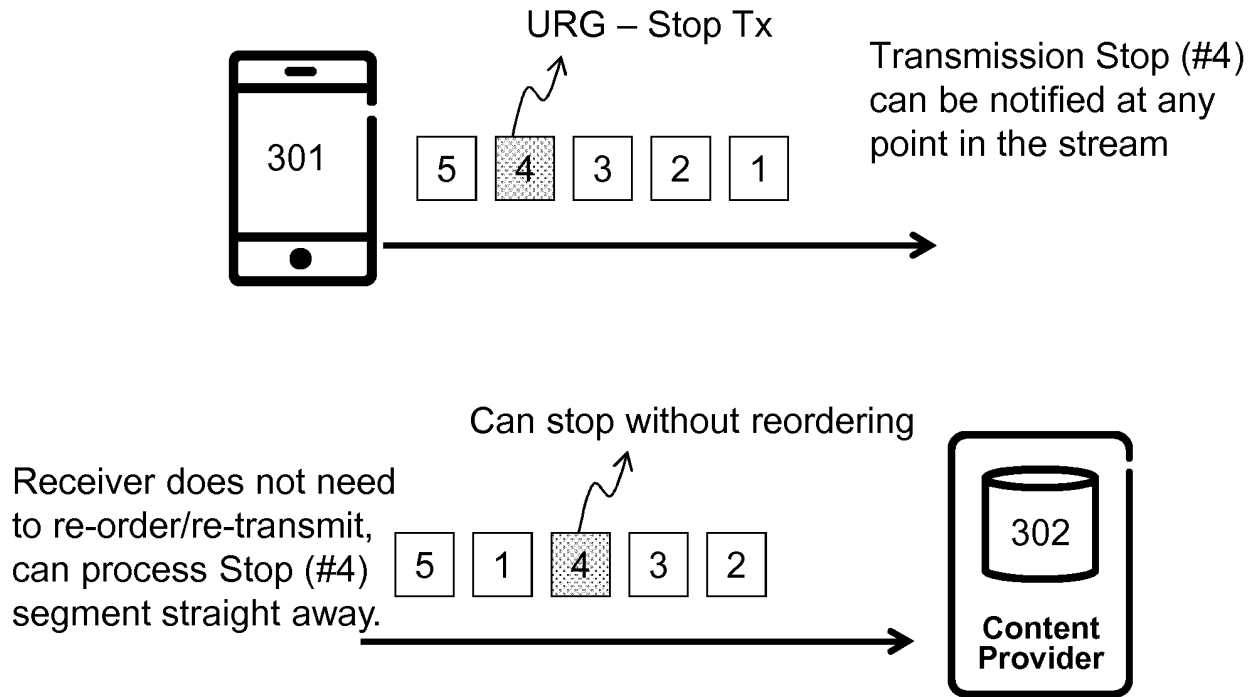 URG – Stop Tx
Transmission Stop (#4)
can be notified at any
point in the stream
301
5 4 3 2 1
Can stop without reordering
Receiver does not need
to re-order/re-transmit,
can process Stop (#4)
segment straight away.
5 1 4 3 2
302
Content
Provider